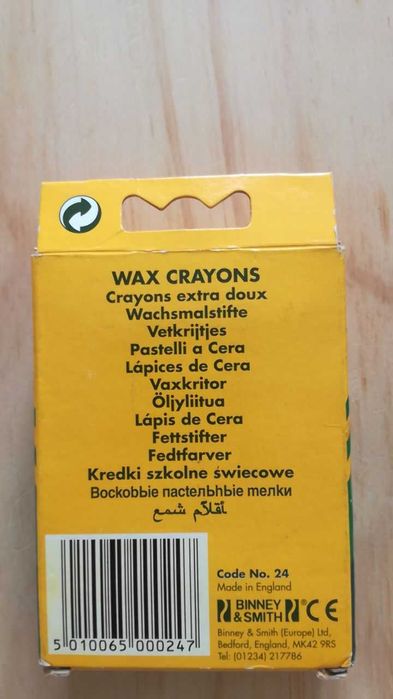 WAX CRAYONS
Crayons extra doux
Wachsmalstifte
Vetkrijtjes
Pastelli a Cera
Lápices de Cera
Vaxkritor
Öljyliitua
Lápis de Cera
Fettstifter
Fedtfarver
Kredki szkolne świecowe
Восковые пастельные мелки
أقلام شمع
Code No. 24
Made in England
BINNEY
& SMITH
CE
Binney & Smith (Europe) Ltd,
Bedford, England, MK42 9RS
Tel: (01234) 217786
5 010065 000247